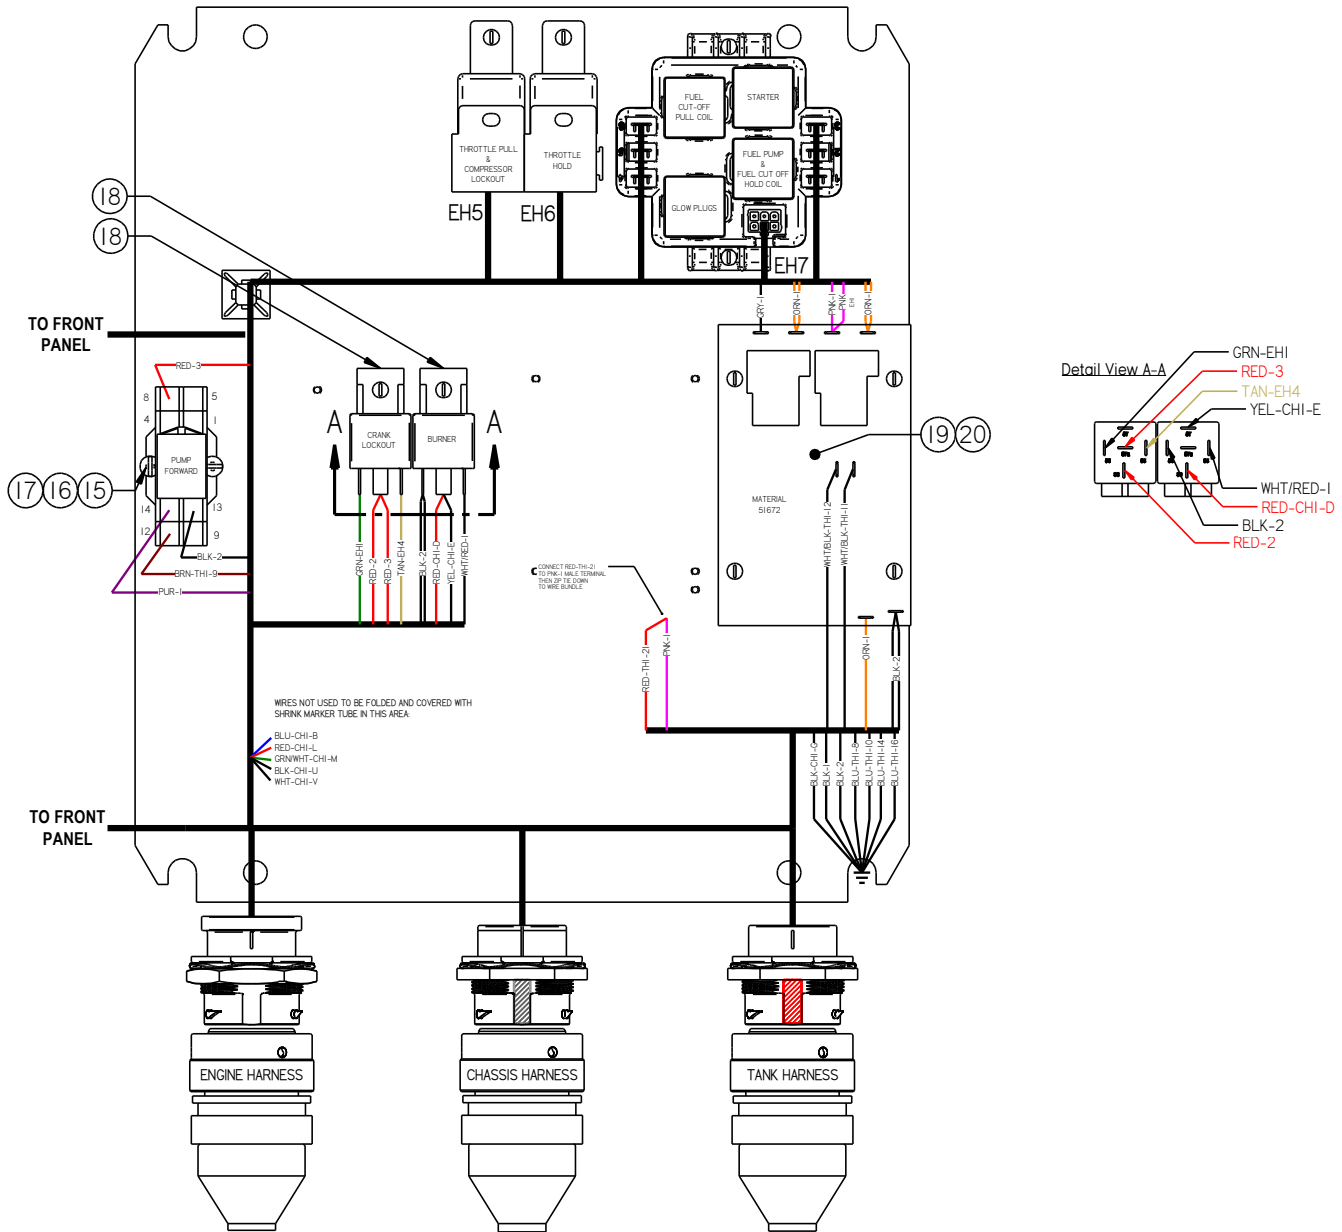 FUEL
CUT-OFF
PULL COIL
STARTER
THROTTLE PULL
&
COMPRESSOR
LOCKOUT
THROTTLE
HOLD
FUEL PUMP
&
FUEL CUT OFF
HOLD COIL
GLOW PLUGS
EH5
EH6
EH7
18
18
TO FRONT
PANEL
GRY-1
ORN-1
PNK-1
PNK
EH1
ORN-1
RED-3
8
5
4
1
PUMP
FORWARD
14
13
12
9
17
16
15
BLK-2
BRN-THI-9
PUR-1
A
A
CRANK
LOCKOUT
BURNER
GRN-EH1
RED-2
RED-3
TAN-EH4
BLK-2
RED-CHI-D
YEL-CHI-E
WHT/RED-1
19
20
MATERIAL
51672
WHT/BLK-THI-12
WHT/BLK-THI-11
CONNECT RED-THI-21
TO PNK-1 MALE TERMINAL
THEN ZIP TIE DOWN
TO WIRE BUNDLE
RED-THI-21
PNK-1
ORN-1
BLK-2
Detail View A-A
GRN-EH1
RED-3
TAN-EH4
YEL-CHI-E
WHT/RED-1
RED-CHI-D
BLK-2
RED-2
WIRES NOT USED TO BE FOLDED AND COVERED WITH
SHRINK MARKER TUBE IN THIS AREA:
BLU-CHI-B
RED-CHI-L
GRN/WHT-CHI-M
BLK-CHI-U
WHT-CHI-V
BLK-1
BLK-2
BLU-THI-8
BLU-THI-10
BLU-THI-14
BLU-THI-16
TO FRONT
PANEL
ENGINE HARNESS
CHASSIS HARNESS
TANK HARNESS